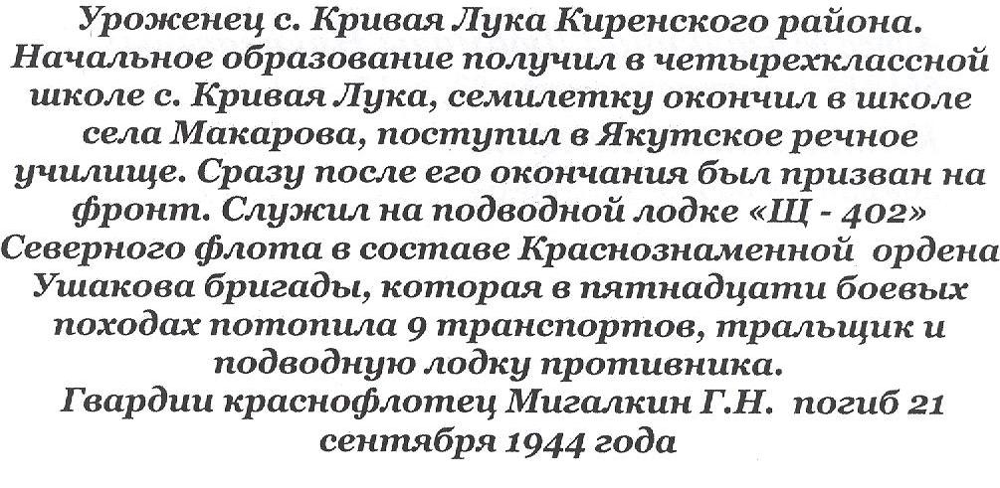 Уроженец с. Кривая Лука Киренского района.
Начальное образование получил в четырехклассной
школе с. Кривая Лука, семилетку окончил в школе
села Макарова, поступил в Якутское речное
училище. Сразу после его окончания был призван на
фронт. Служил на подводной лодке «Щ - 402»
Северного флота в составе Краснознаменной ордена
Ушакова бригады, которая в пятнадцати боевых
походах потопила 9 транспортов, тральщик и
подводную лодку противника.
Гвардии краснофлотец Мигалкин Г.Н. погиб 21
сентября 1944 года